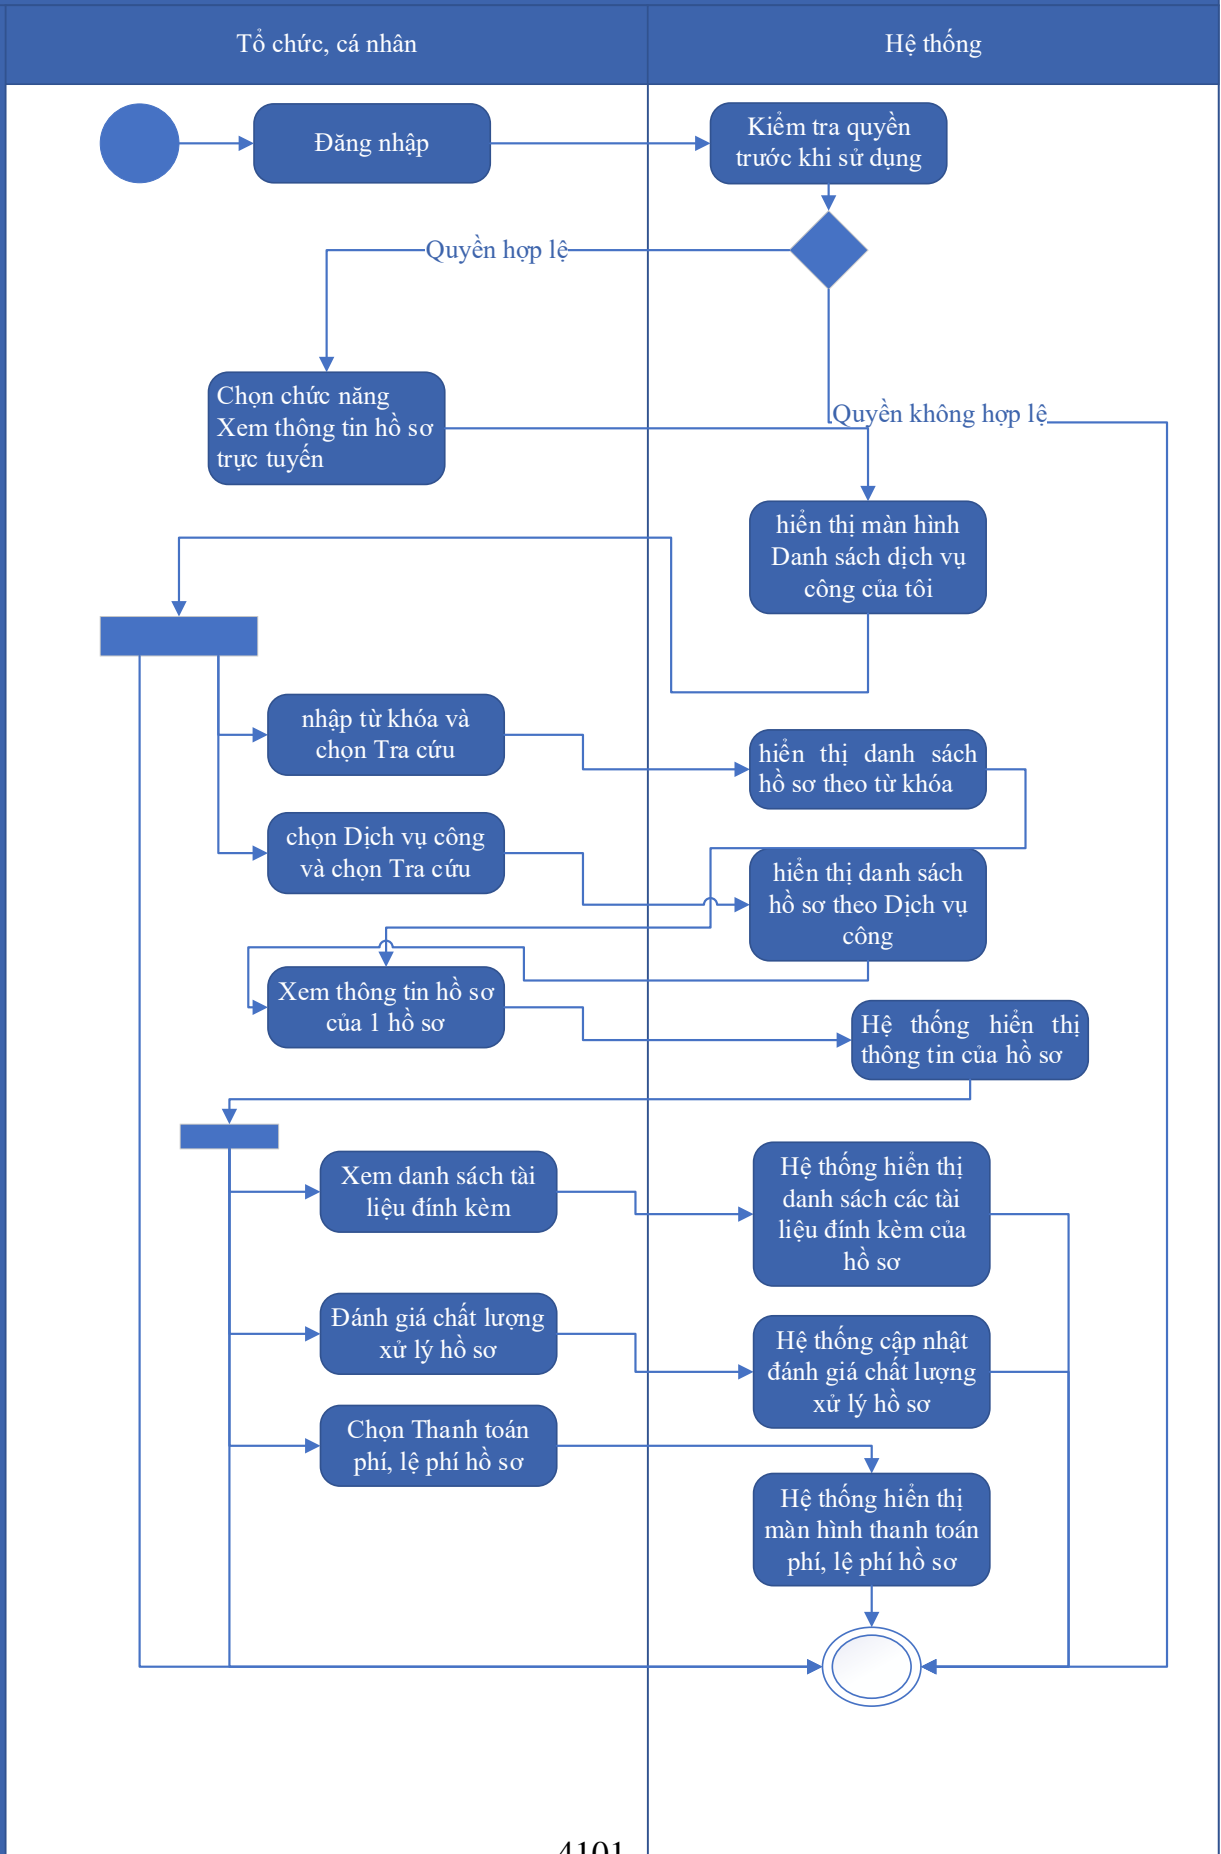 Tổ chức, cá nhân
Hệ thống
Đăng nhập
Kiểm tra quyền
trước khi sử dụng
Quyền hợp lệ
Chọn chức năng
Xem thông tin hồ sơ
trực tuyến
Quyền không hợp lệ
hiển thị màn hình
Danh sách dịch vụ
công của tôi
nhập từ khóa và
chọn Tra cứu
hiển thị danh sách
hồ sơ theo từ khóa
chọn Dịch vụ công
và chọn Tra cứu
hiển thị danh sách
hồ sơ theo Dịch vụ
công
Xem thông tin hồ sơ
của 1 hồ sơ
Hệ thống hiển thị
thông tin của hồ sơ
Xem danh sách tài
liệu đính kèm
Hệ thống hiển thị
danh sách các tài
liệu đính kèm của
hồ sơ
Đánh giá chất lượng
xử lý hồ sơ
Hệ thống cập nhật
đánh giá chất lượng
xử lý hồ sơ
Chọn Thanh toán
phí, lệ phí hồ sơ
Hệ thống hiển thị
màn hình thanh toán
phí, lệ phí hồ sơ
4101